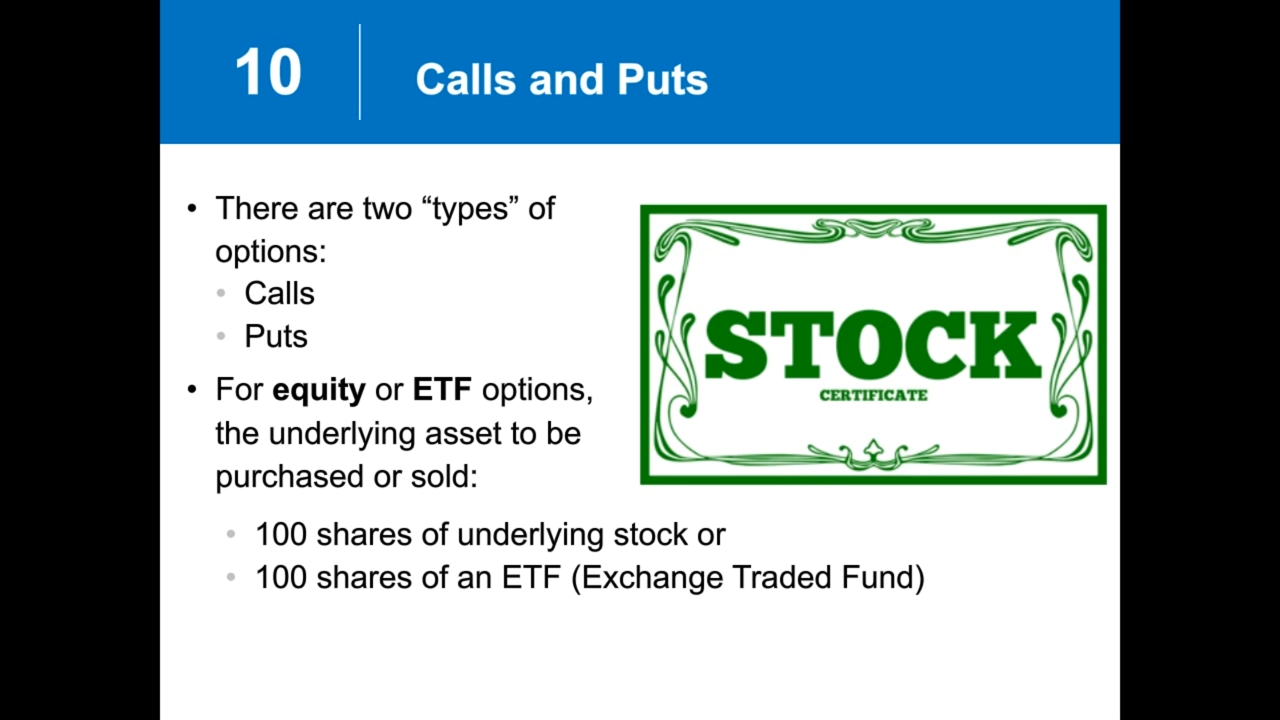 10
Calls and Puts
• There are two “types” of
options:
• Calls
• Puts
• For equity or ETF options,
the underlying asset to be
purchased or sold:
• 100 shares of underlying stock or
• 100 shares of an ETF (Exchange Traded Fund)
STOCK
CERTIFICATE